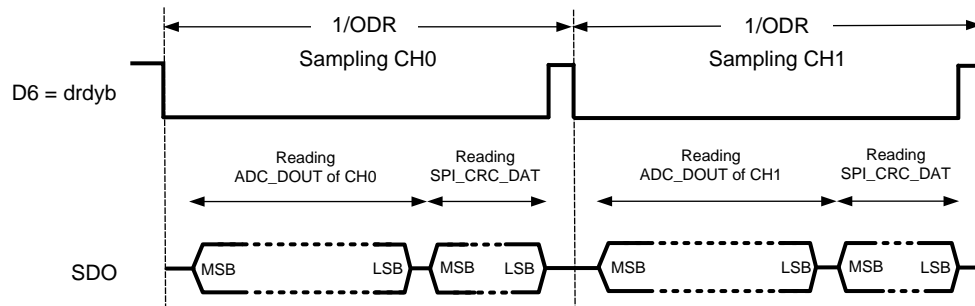 1/ODR
1/ODR
Sampling CH0
Sampling CH1
D6 = drdyb
Reading
ADC_DOUT of CH0
Reading
SPI_CRC_DAT
Reading
ADC_DOUT of CH1
Reading
SPI_CRC_DAT
SDO
MSB
LSB
MSB
LSB
MSB
LSB
MSB
LSB